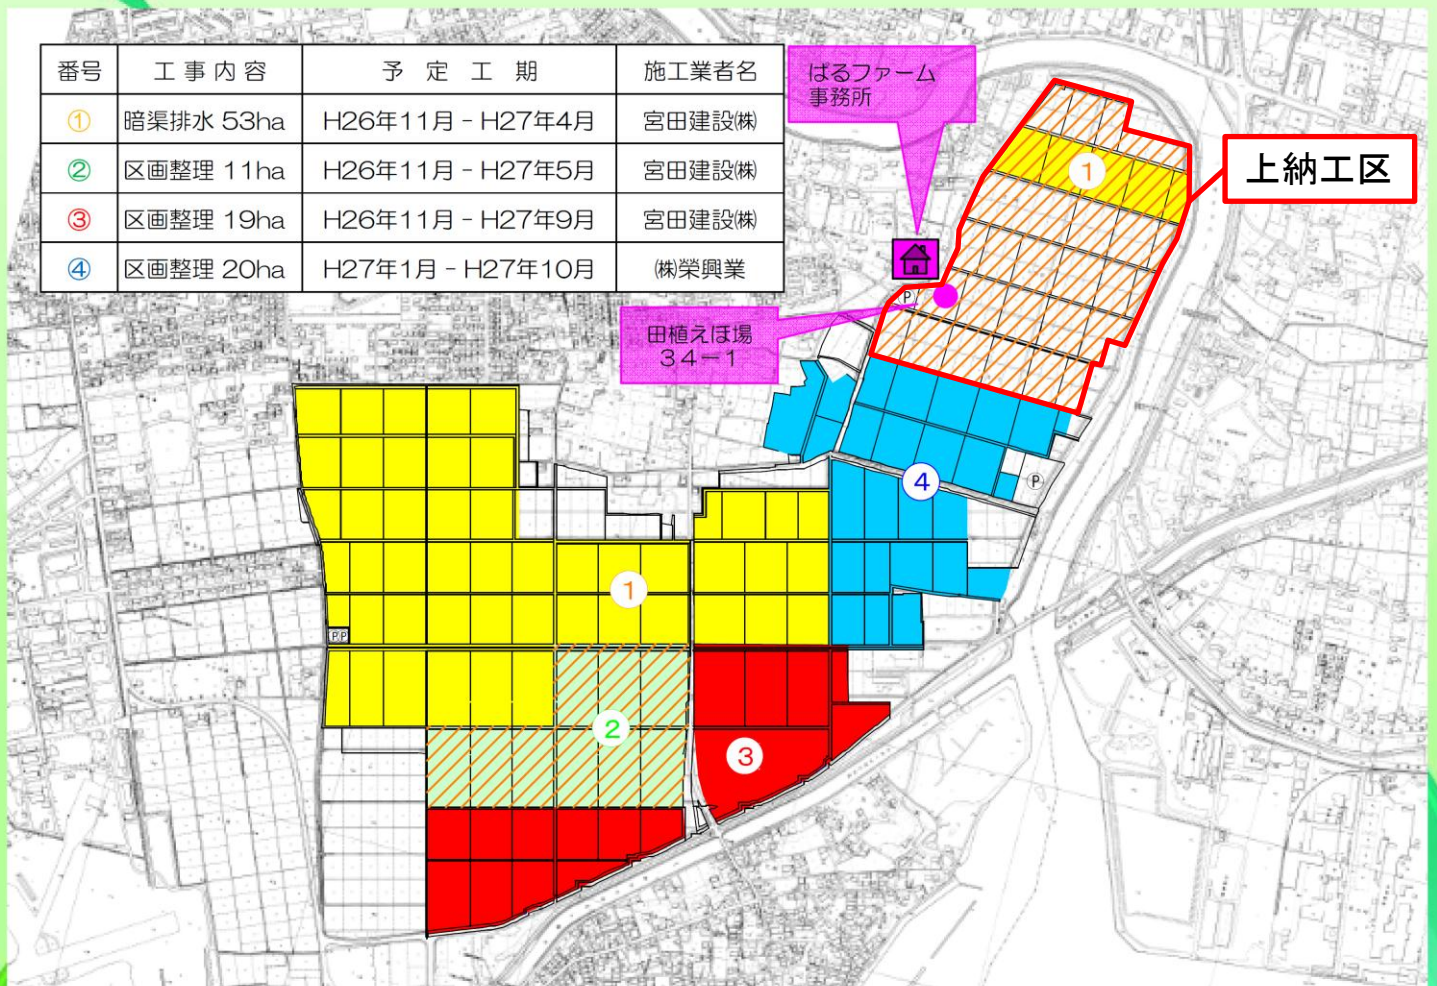 番号 工事内容 予定工期 施工業者名
① 暗渠排水 53ha H26年11月 - H27年4月 宮田建設㈱
② 区画整理 11ha H26年11月 - H27年5月 宮田建設㈱
③ 区画整理 19ha H26年11月 - H27年9月 宮田建設㈱
④ 区画整理 20ha H27年1月 - H27年10月 ㈱榮興業
ぱるファーム
事務所
上納工区
1
P
田植えほ場
34-1
4
P
1
P P
2
3